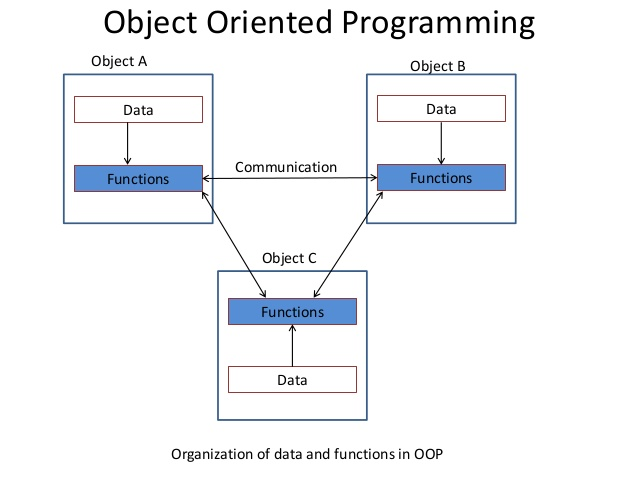 Object Oriented Programming
Object A
Object B
Data
Data
Communication
Functions
Functions
Object C
Functions
Data
Organization of data and functions in OOP